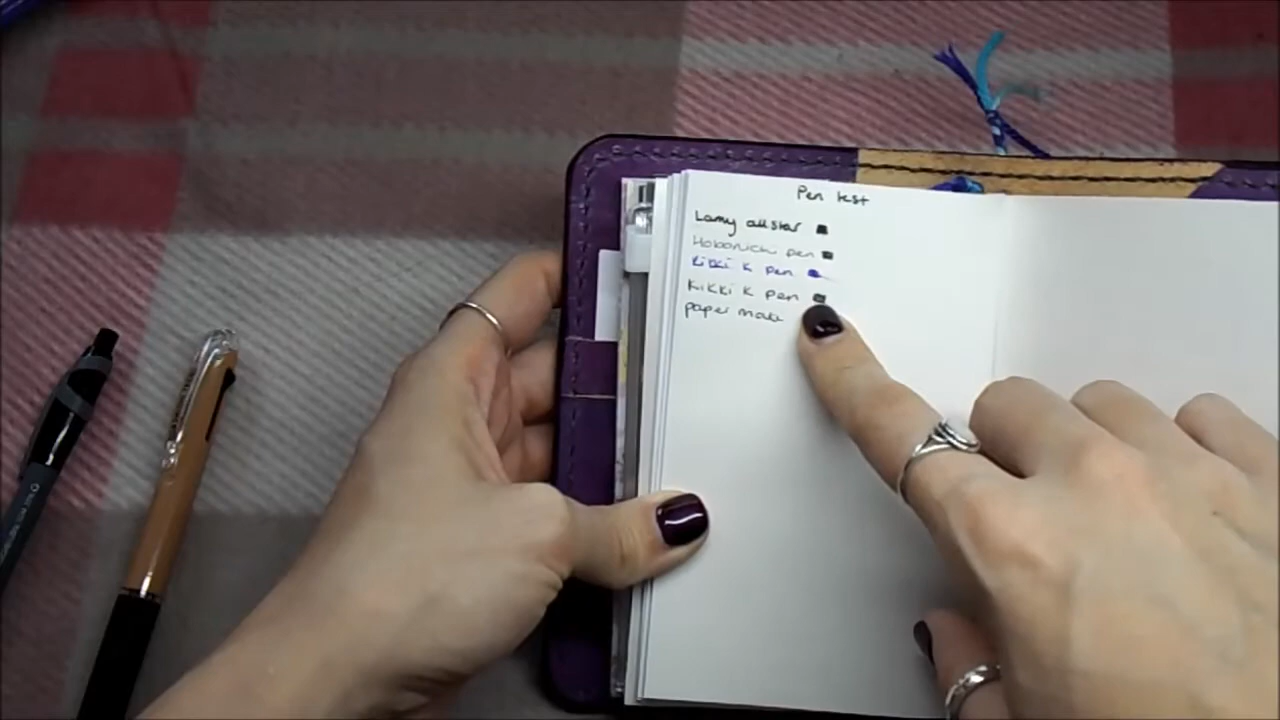 Pen test
Lamy allstar
Hobonichi pen
Kikki K pen
Kikki K pen
paper mate